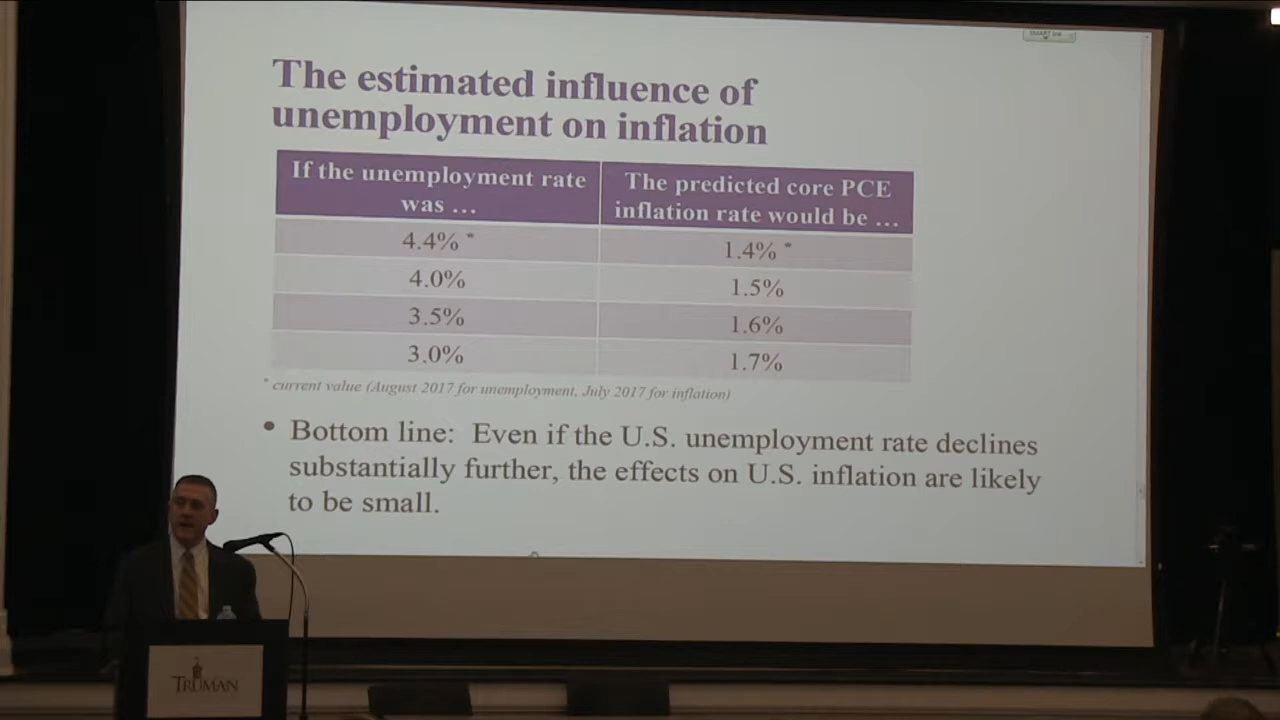 SMART Ink
The estimated influence of
unemployment on inflation
If the unemployment rate
was …
The predicted core PCE
inflation rate would be …
4.4% * 1.4% *
4.0% 1.5%
3.5% 1.6%
3.0% 1.7%
* current value (August 2017 for unemployment, July 2017 for inflation)
• Bottom line: Even if the U.S. unemployment rate declines
substantially further, the effects on U.S. inflation are likely
to be small.
TRUMAN